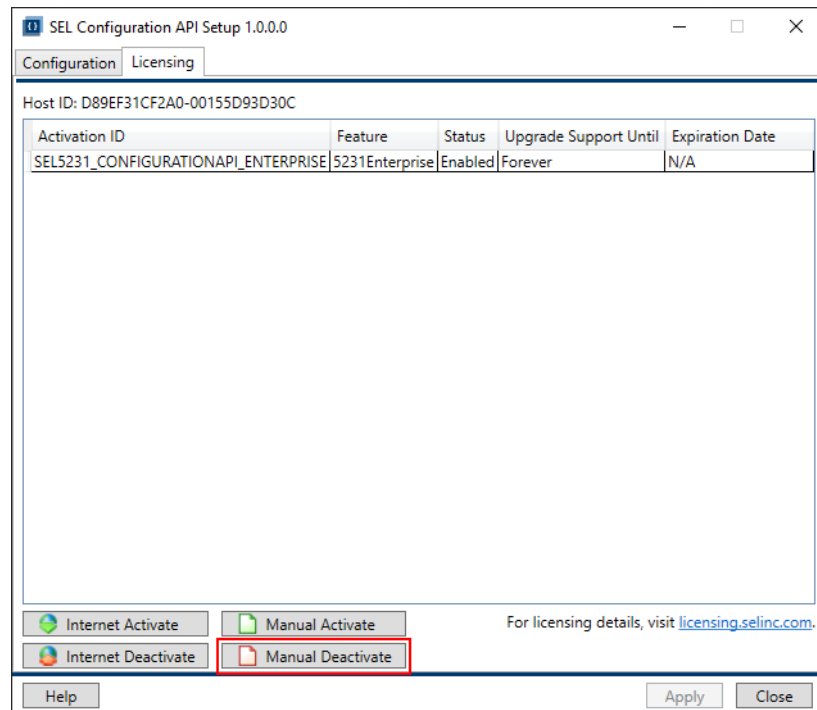 SEL Configuration API Setup 1.0.0.0
Configuration Licensing
Host ID: D89EF31CF2A0-00155D93D30C
Activation ID Feature Status Upgrade Support Until Expiration Date
SEL5231_CONFIGURATIONAPI_ENTERPRISE 5231Enterprise Enabled Forever N/A
Internet Activate Manual Activate For licensing details, visit licensing.selinc.com.
Internet Deactivate Manual Deactivate
Help Apply Close